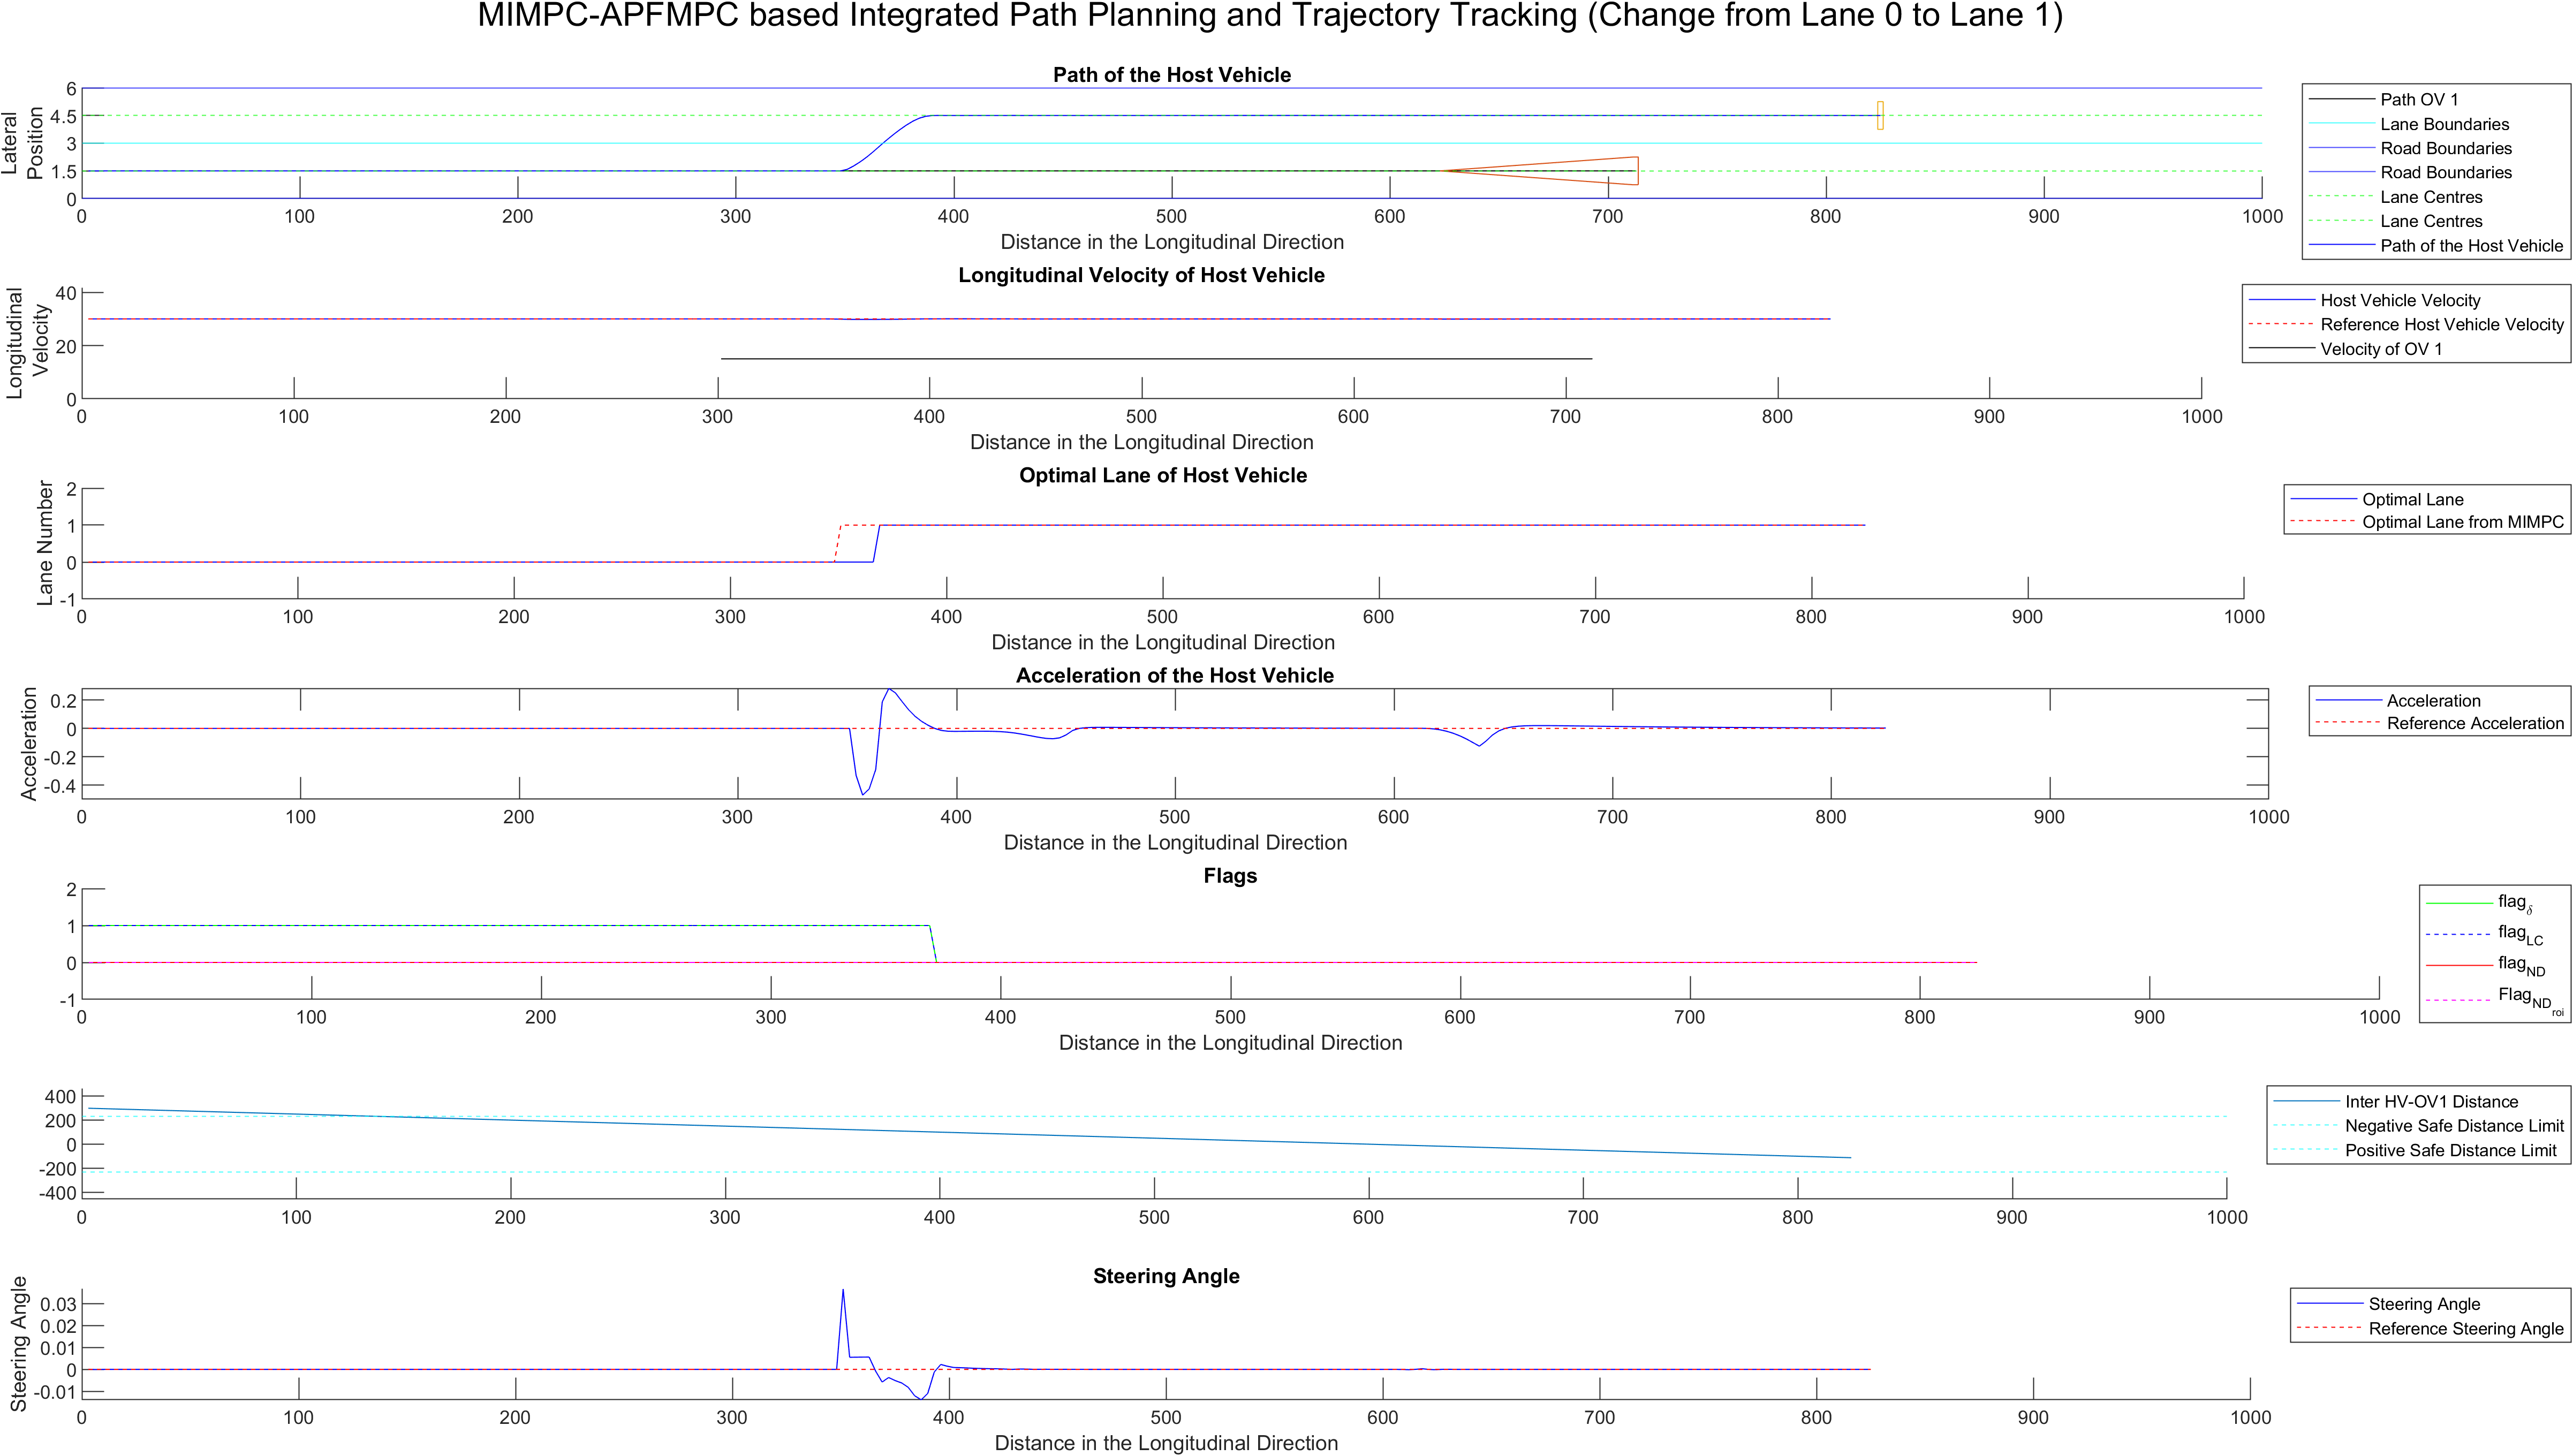 MIMPC-APFMPC based Integrated Path Planning and Trajectory Tracking (Change from Lane 0 to Lane 1)
Path of the Host Vehicle
Lateral
Position
6
4.5
3
1.5
0
0 100 200 300 400 500 600 700 800 900 1000
Distance in the Longitudinal Direction
Path OV 1
Lane Boundaries
Road Boundaries
Road Boundaries
Lane Centres
Lane Centres
Path of the Host Vehicle
Longitudinal Velocity of Host Vehicle
Longitudinal
Velocity
40
20
0
0 100 200 300 400 500 600 700 800 900 1000
Distance in the Longitudinal Direction
Host Vehicle Velocity
Reference Host Vehicle Velocity
Velocity of OV 1
Optimal Lane of Host Vehicle
Lane Number
2
1
0
-1
0 100 200 300 400 500 600 700 800 900 1000
Distance in the Longitudinal Direction
Optimal Lane
Optimal Lane from MIMPC
Acceleration of the Host Vehicle
Acceleration
0.2
0
-0.2
-0.4
0 100 200 300 400 500 600 700 800 900 1000
Distance in the Longitudinal Direction
Acceleration
Reference Acceleration
Flags
2
1
0
-1
0 100 200 300 400 500 600 700 800 900 1000
Distance in the Longitudinal Direction
flag δ
flag LC
flag ND
Flag ND roi
400
200
0
-200
-400
0 100 200 300 400 500 600 700 800 900 1000
Inter HV-OV1 Distance
Negative Safe Distance Limit
Positive Safe Distance Limit
Steering Angle
Steering Angle
0.03
0.02
0.01
0
-0.01
0 100 200 300 400 500 600 700 800 900 1000
Distance in the Longitudinal Direction
Steering Angle
Reference Steering Angle